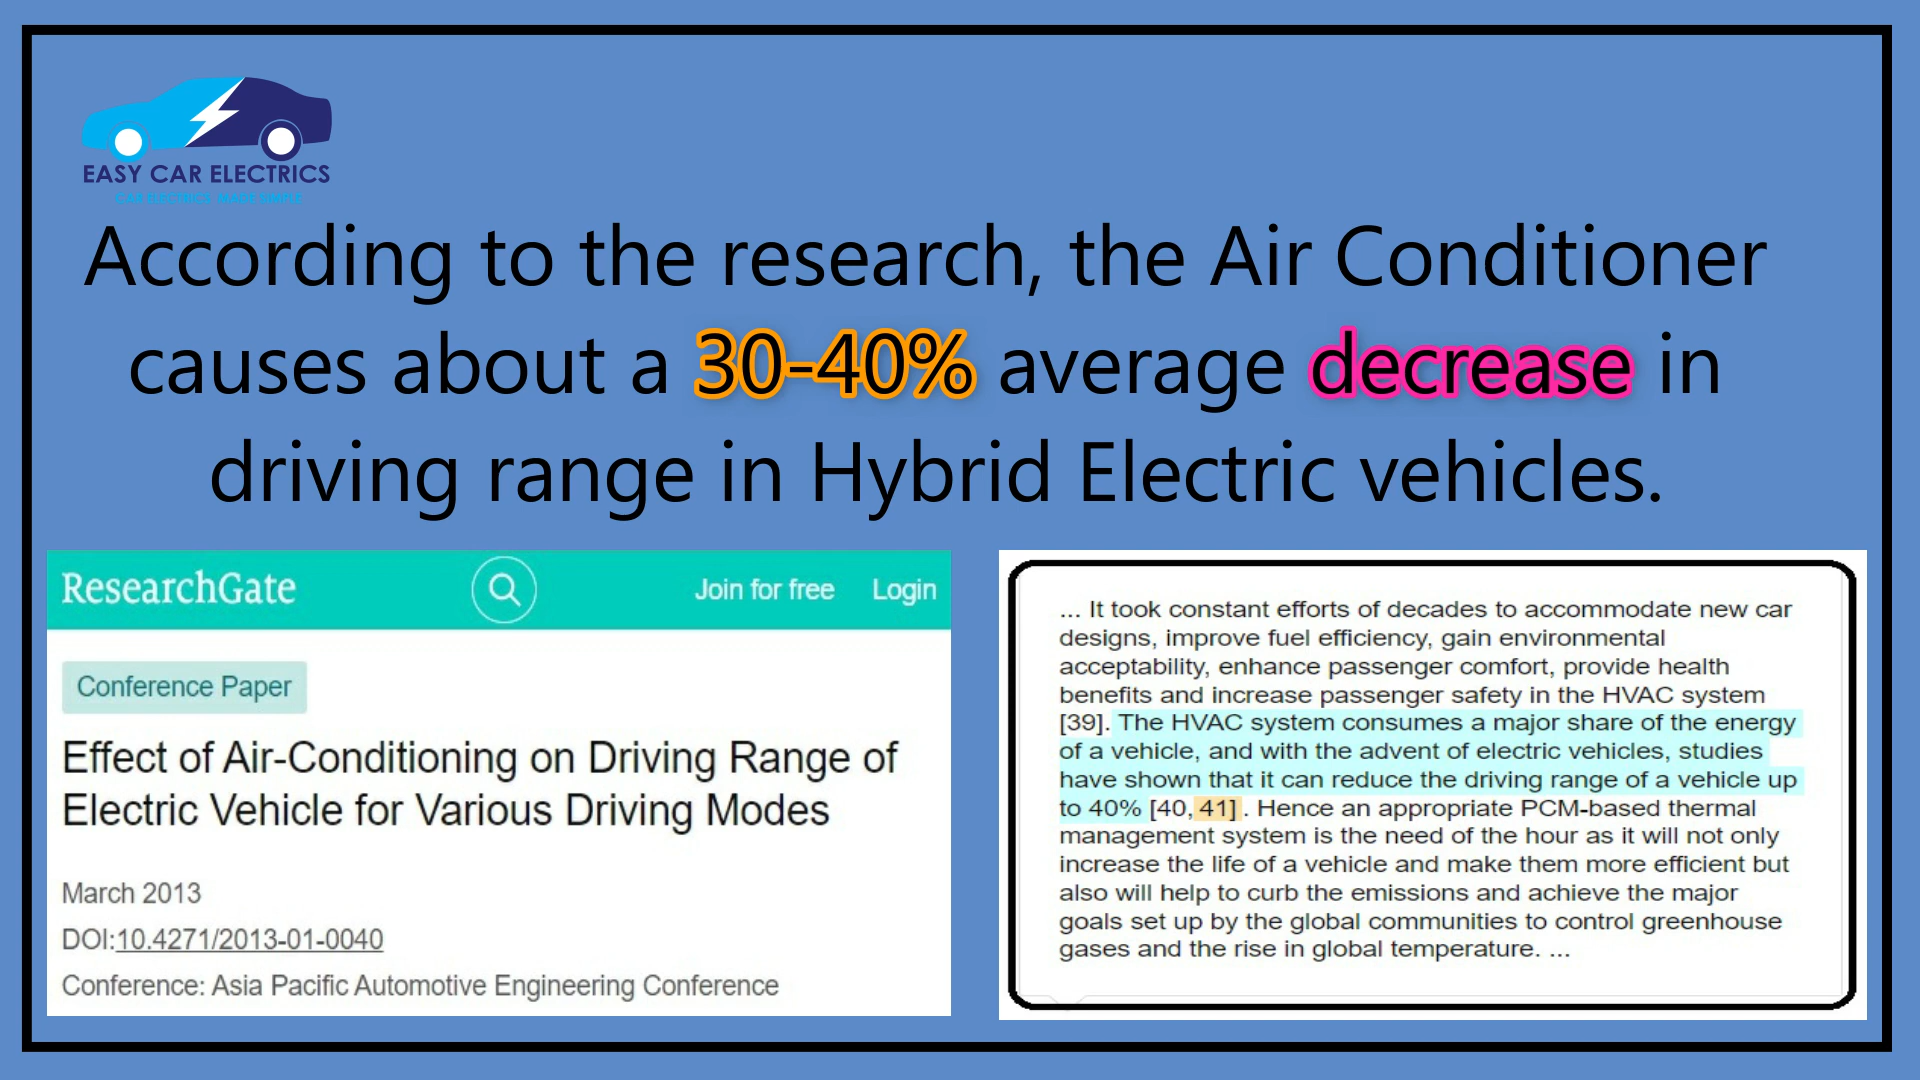 EASY CAR ELECTRICS
CAR ELECTRICS, MADE SIMPLE
According to the research, the Air Conditioner
causes about a 30-40% average decrease in
driving range in Hybrid Electric vehicles.
ResearchGate
Join for free Login
Conference Paper
Effect of Air-Conditioning on Driving Range of
Electric Vehicle for Various Driving Modes
March 2013
DOI:10.4271/2013-01-0040
Conference: Asia Pacific Automotive Engineering Conference
... It took constant efforts of decades to accommodate new car
designs, improve fuel efficiency, gain environmental
acceptability, enhance passenger comfort, provide health
benefits and increase passenger safety in the HVAC system
[39]. The HVAC system consumes a major share of the energy
of a vehicle, and with the advent of electric vehicles, studies
have shown that it can reduce the driving range of a vehicle up
to 40% [40, 41] . Hence an appropriate PCM-based thermal
management system is the need of the hour as it will not only
increase the life of a vehicle and make them more efficient but
also will help to curb the emissions and achieve the major
goals set up by the global communities to control greenhouse
gases and the rise in global temperature. ...